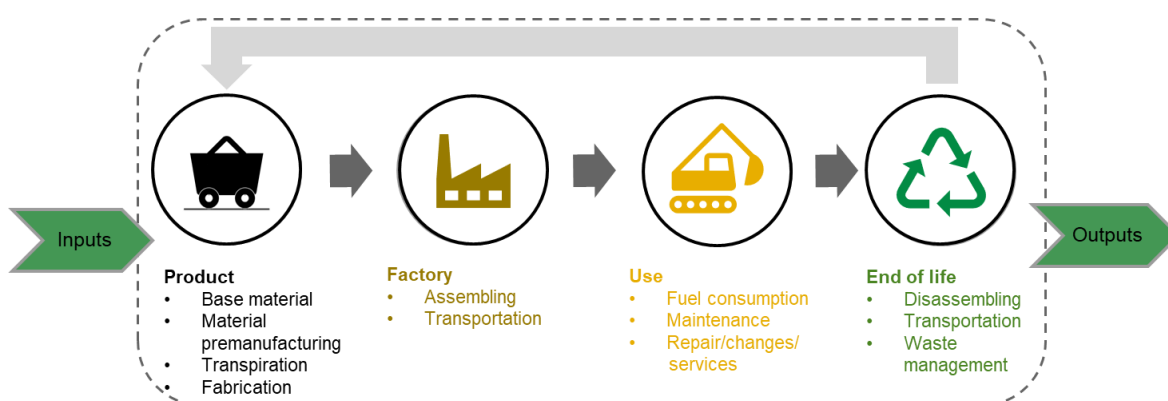 Inputs
Product
• Base material
• Material
premanufacturing
• Transpiration
• Fabrication
Factory
• Assembling
• Transportation
Use
• Fuel consumption
• Maintenance
• Repair/changes/
services
End of life
• Disassembling
• Transportation
• Waste
management
Outputs